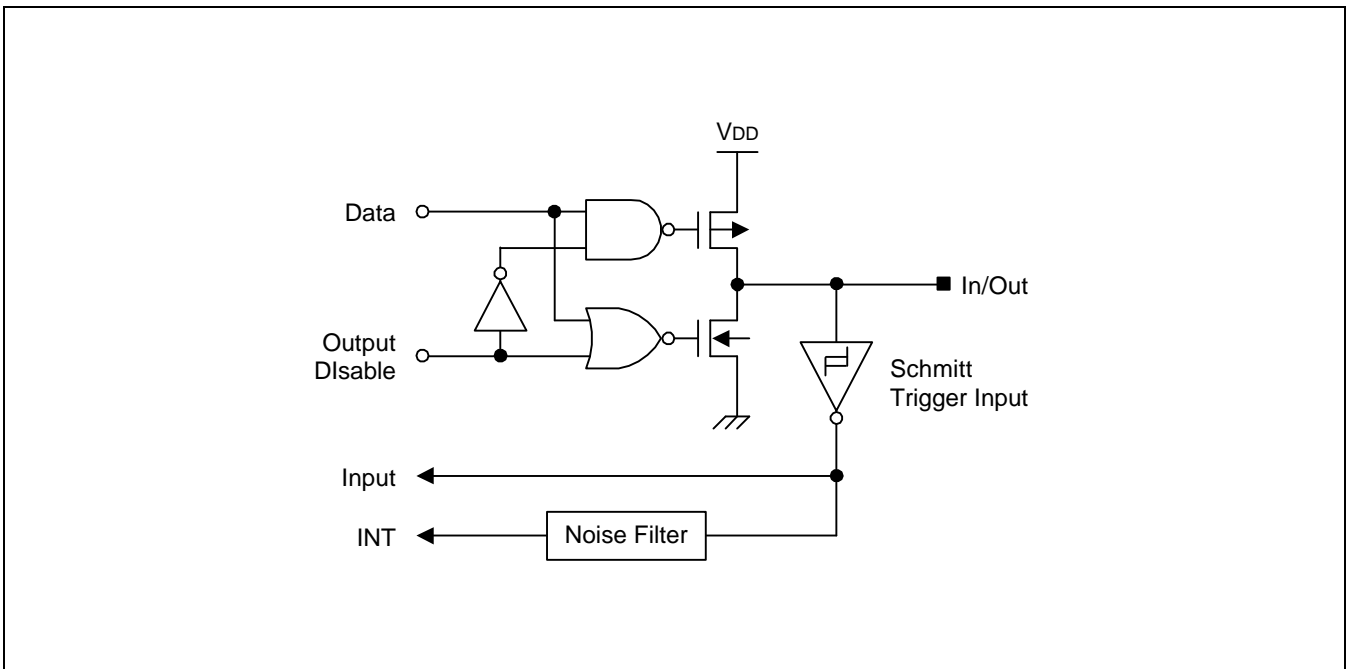 VDD
Data
In/Out
Output
DIsable
Schmitt
Trigger Input
Input
INT
Noise Filter